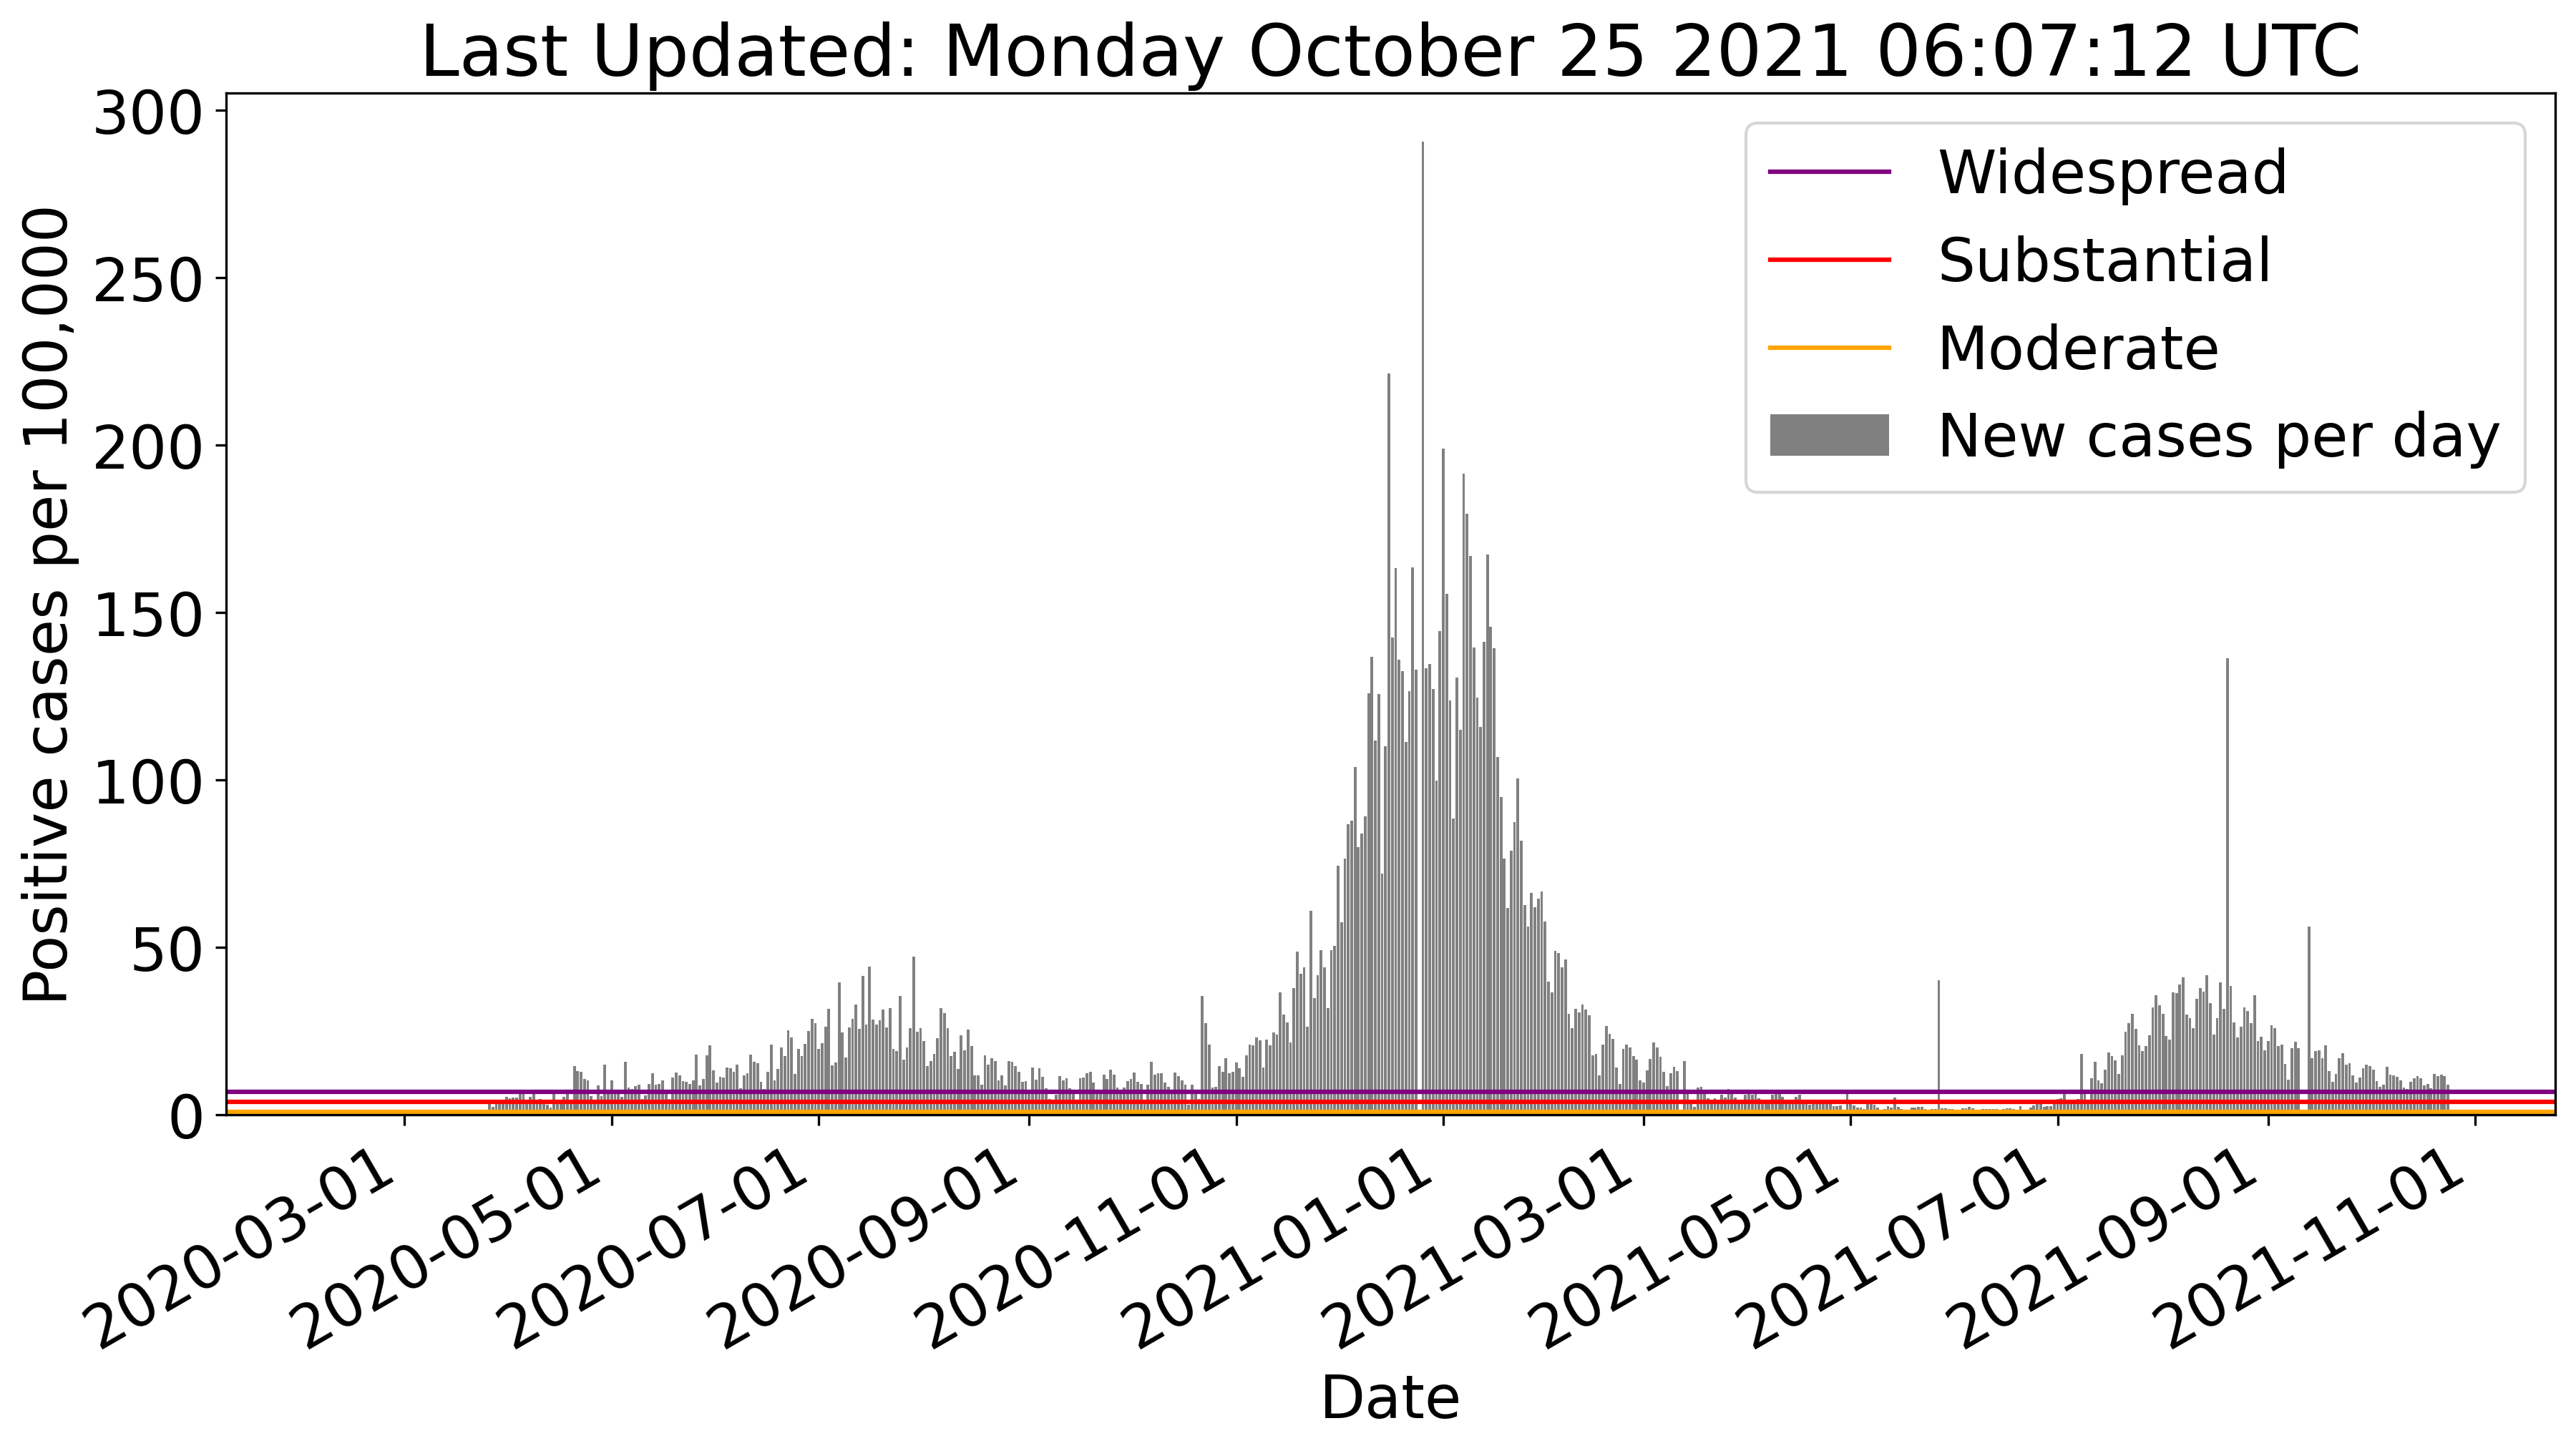 Last Updated: Monday October 25 2021 06:07:12 UTC
300
250
200
150
100
50
0
Positive cases per 100,000
Widespread
Substantial
Moderate
New cases per day
2020-03-01
2020-05-01
2020-07-01
2020-09-01
2020-11-01
2021-01-01
2021-03-01
2021-05-01
2021-07-01
2021-09-01
2021-11-01
Date